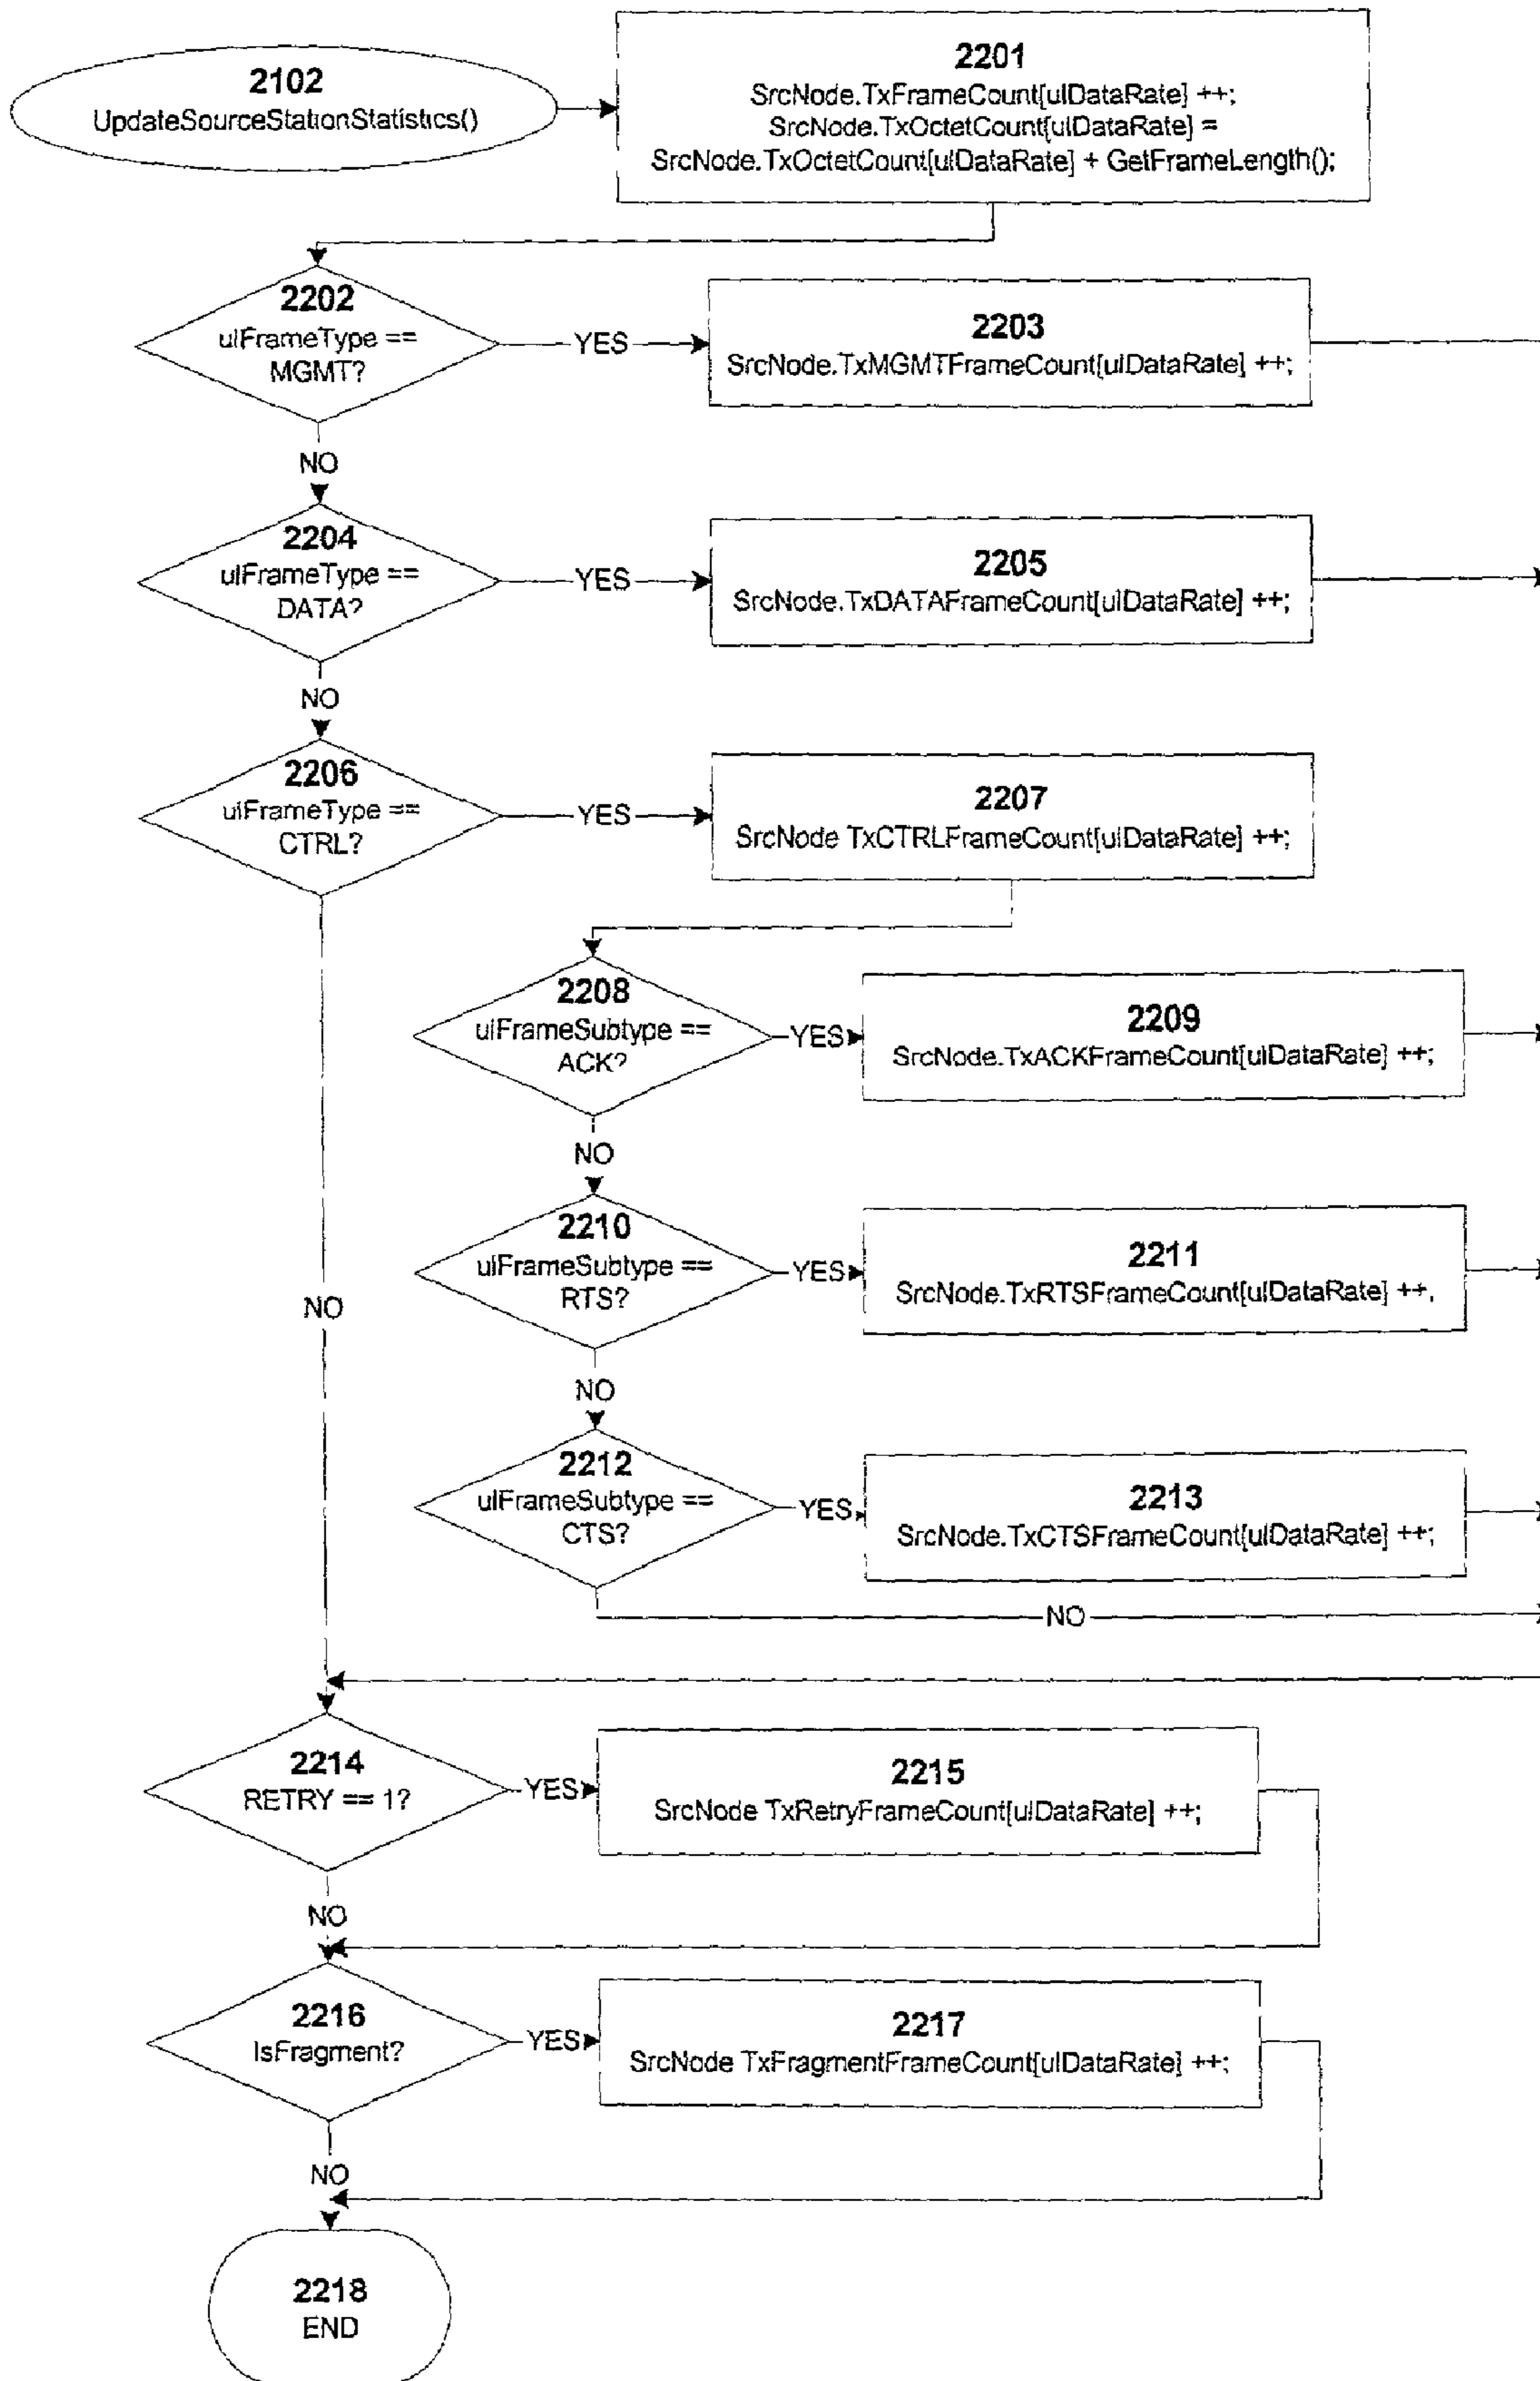 2102
UpdateSourceStationStatistics()
2201
SrcNode.TxFrameCount[ulDataRate] ++;
SrcNode.TxOctetCount[ulDataRate] =
SrcNode.TxOctetCount[ulDataRate] + GetFrameLength();
2202
ulFrameType ==
MGMT?
YES
2203
SrcNode.TxMGMTFrameCount[ulDataRate] ++;
NO
2204
ulFrameType ==
DATA?
YES
2205
SrcNode.TxDATAFrameCount[ulDataRate] ++;
NO
2206
ulFrameType ==
CTRL?
YES
2207
SrcNode TxCTRLFrameCount[ulDataRate] ++;
2208
ulFrameSubtype ==
ACK?
YES
2209
SrcNode.TxACKFrameCount[ulDataRate] ++;
NO
2210
ulFrameSubtype ==
RTS?
YES
2211
SrcNode.TxRTSFrameCount[ulDataRate] ++,
NO
NO
2212
ulFrameSubtype ==
CTS?
YES
2213
SrcNode.TxCTSFrameCount[ulDataRate] ++;
NO
2214
RETRY == 1?
YES
2215
SrcNode TxRetryFrameCount[ulDataRate] ++;
NO
2216
IsFragment?
YES
2217
SrcNode TxFragmentFrameCount[ulDataRate] ++;
NO
2218
END